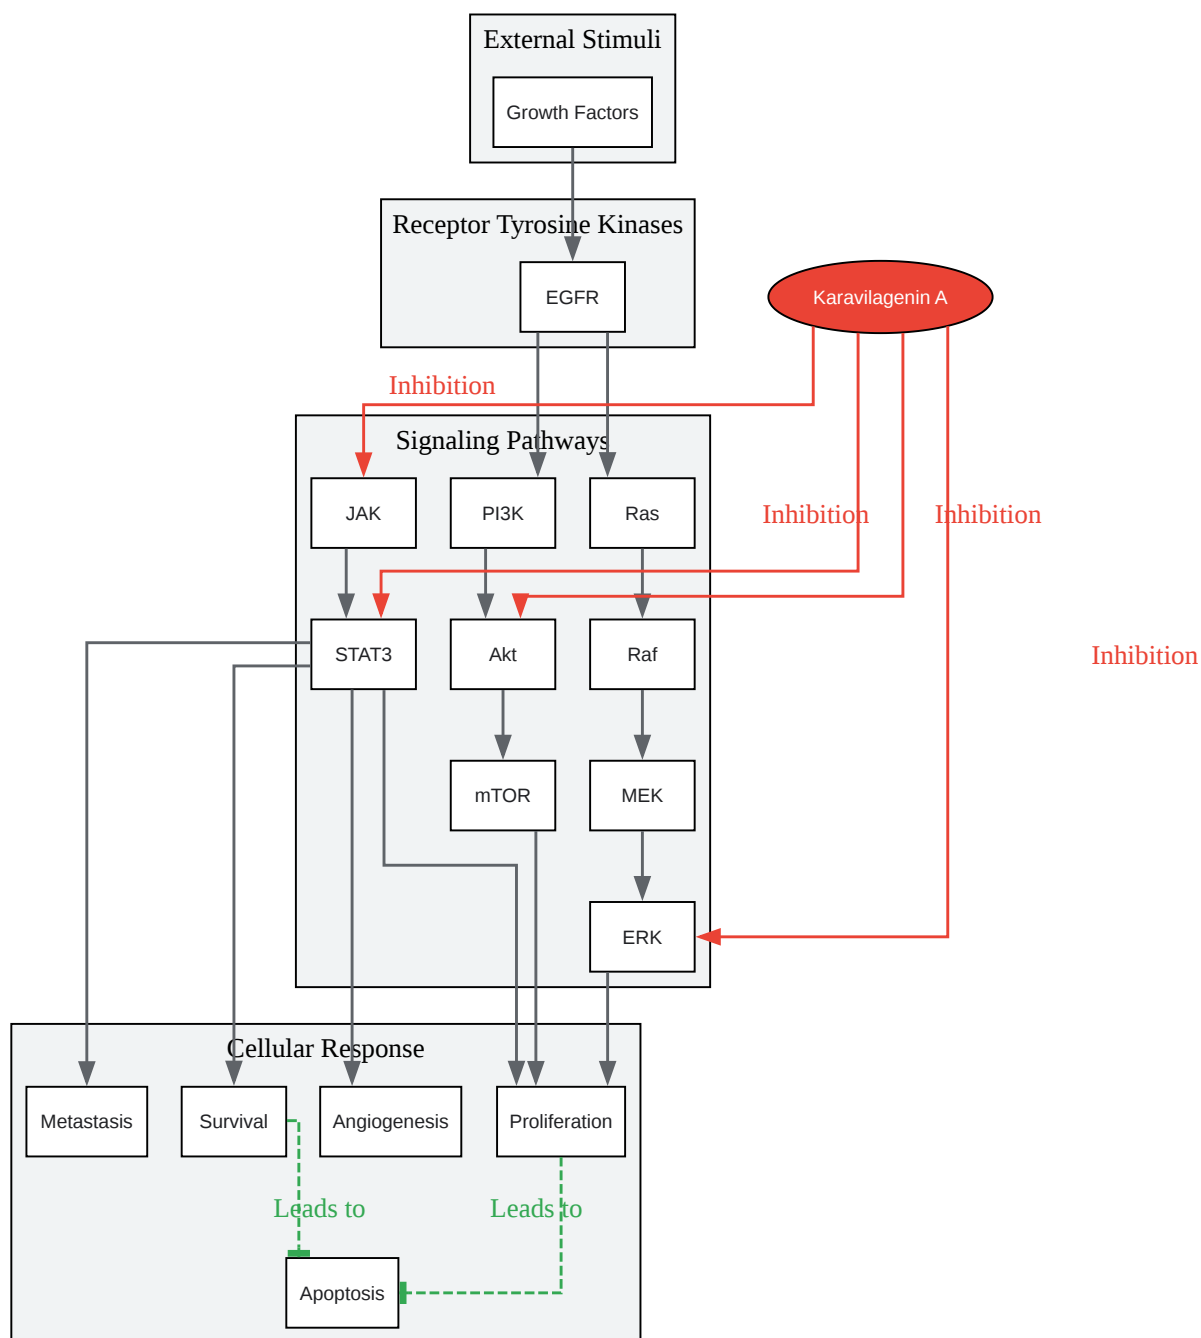 External Stimuli
Growth Factors
Receptor Tyrosine Kinases
EGFR
Karavilagenin A
Inhibition
Signaling Pathways
JAK
PI3K
Ras
Inhibition
Inhibition
STAT3
Akt
Raf
Inhibition
mTOR
MEK
ERK
Cellular Response
Metastasis
Survival
Angiogenesis
Proliferation
Leads to
Leads to
Apoptosis